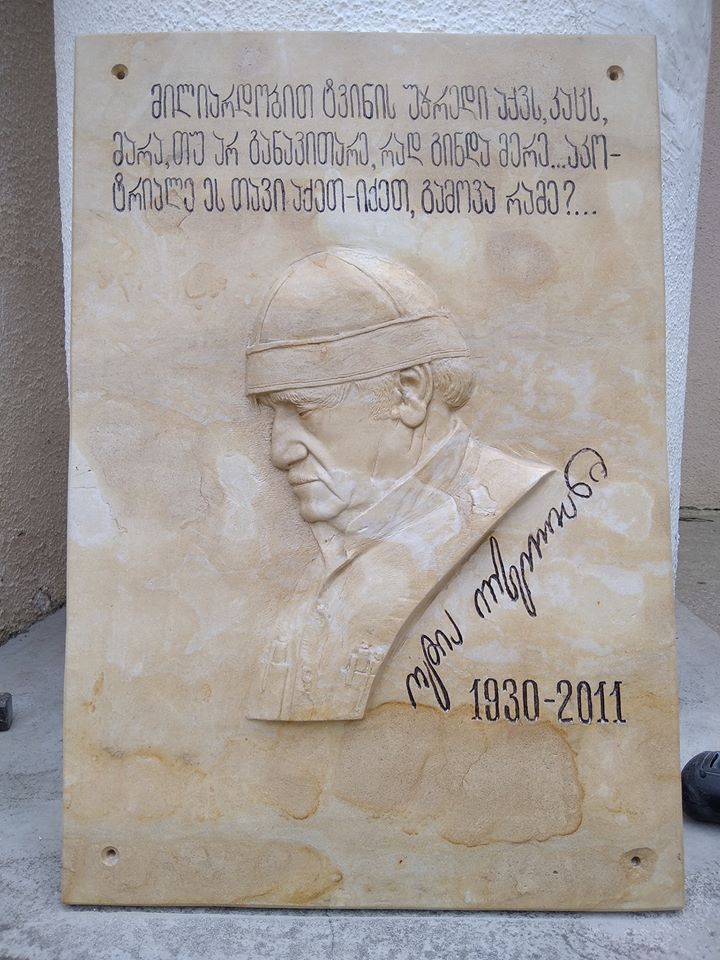 მილიარდობით ტვინის უჯრედი აქვს, კაცს,
მარა, თუ არ განავითარე, რად გინდა მერე...აკო-
ტრიალე ეს თავი აქეთ-იქეთ, გამოვა რამე?...
1930-2011